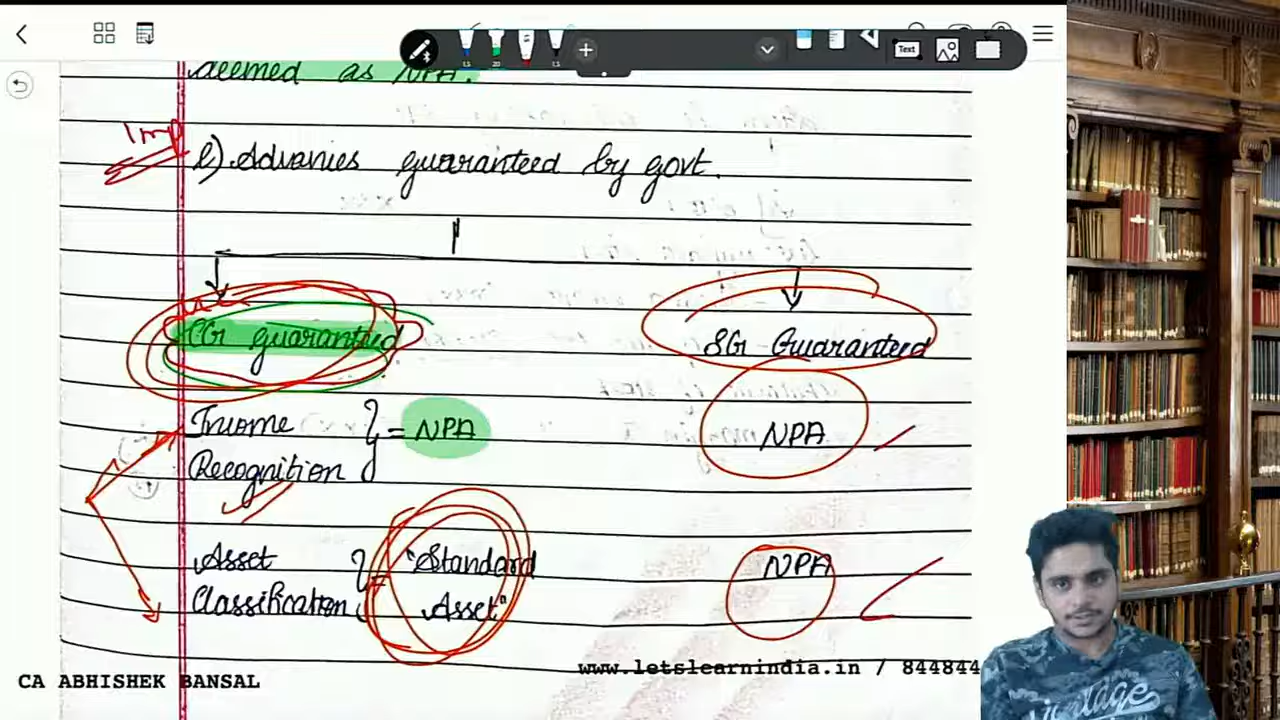 Text
deemed as NPA.
Imp
e) Advances guaranteed by govt.
CG guaranteed
SG-Guaranteed
Income
Recognition } = NPA
NPA
Asset
Classification } = "Standard
Asset"
NPA
www.letslearnindia.in / 844844
CA ABHISHEK BANSAL